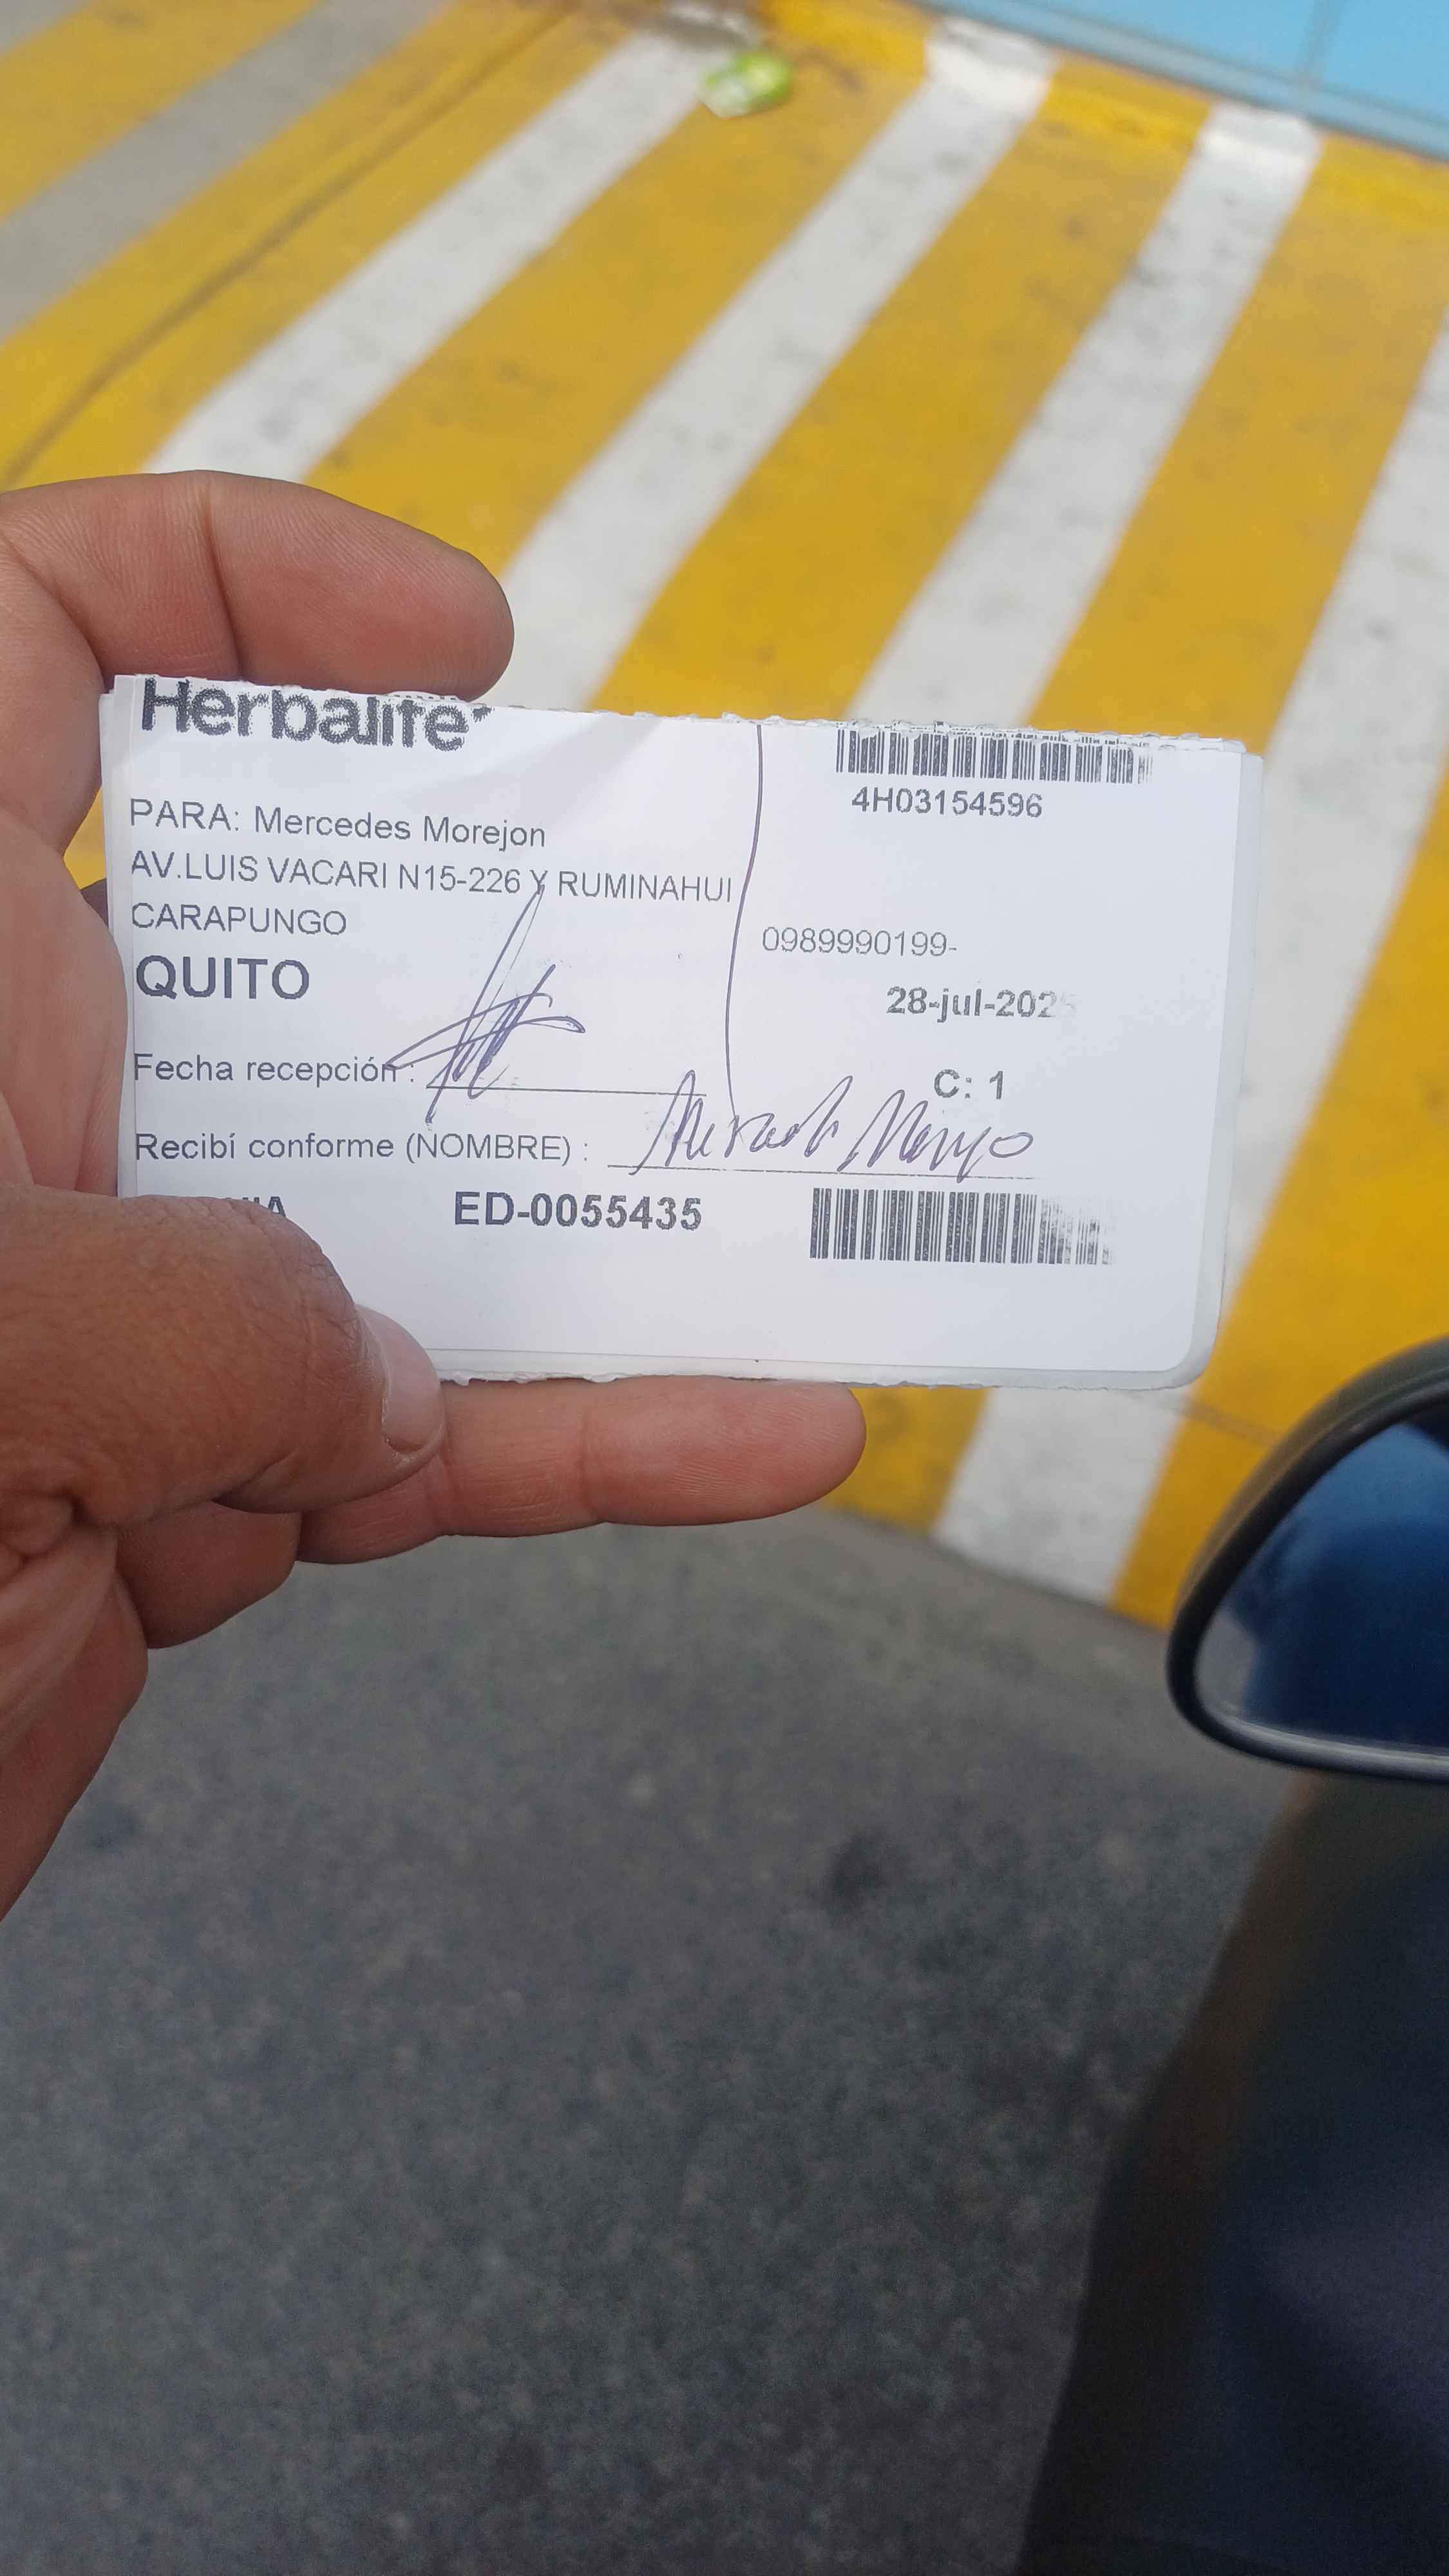 Herbalife
4H03154596
PARA: Mercedes Morejon
AV.LUIS VACARI N15-226 Y RUMINAHUI
CARAPUNGO
0989990199-
QUITO
28-jul-202
Fecha recepción :
C: 1
Recibí conforme (NOMBRE) :
ED-0055435